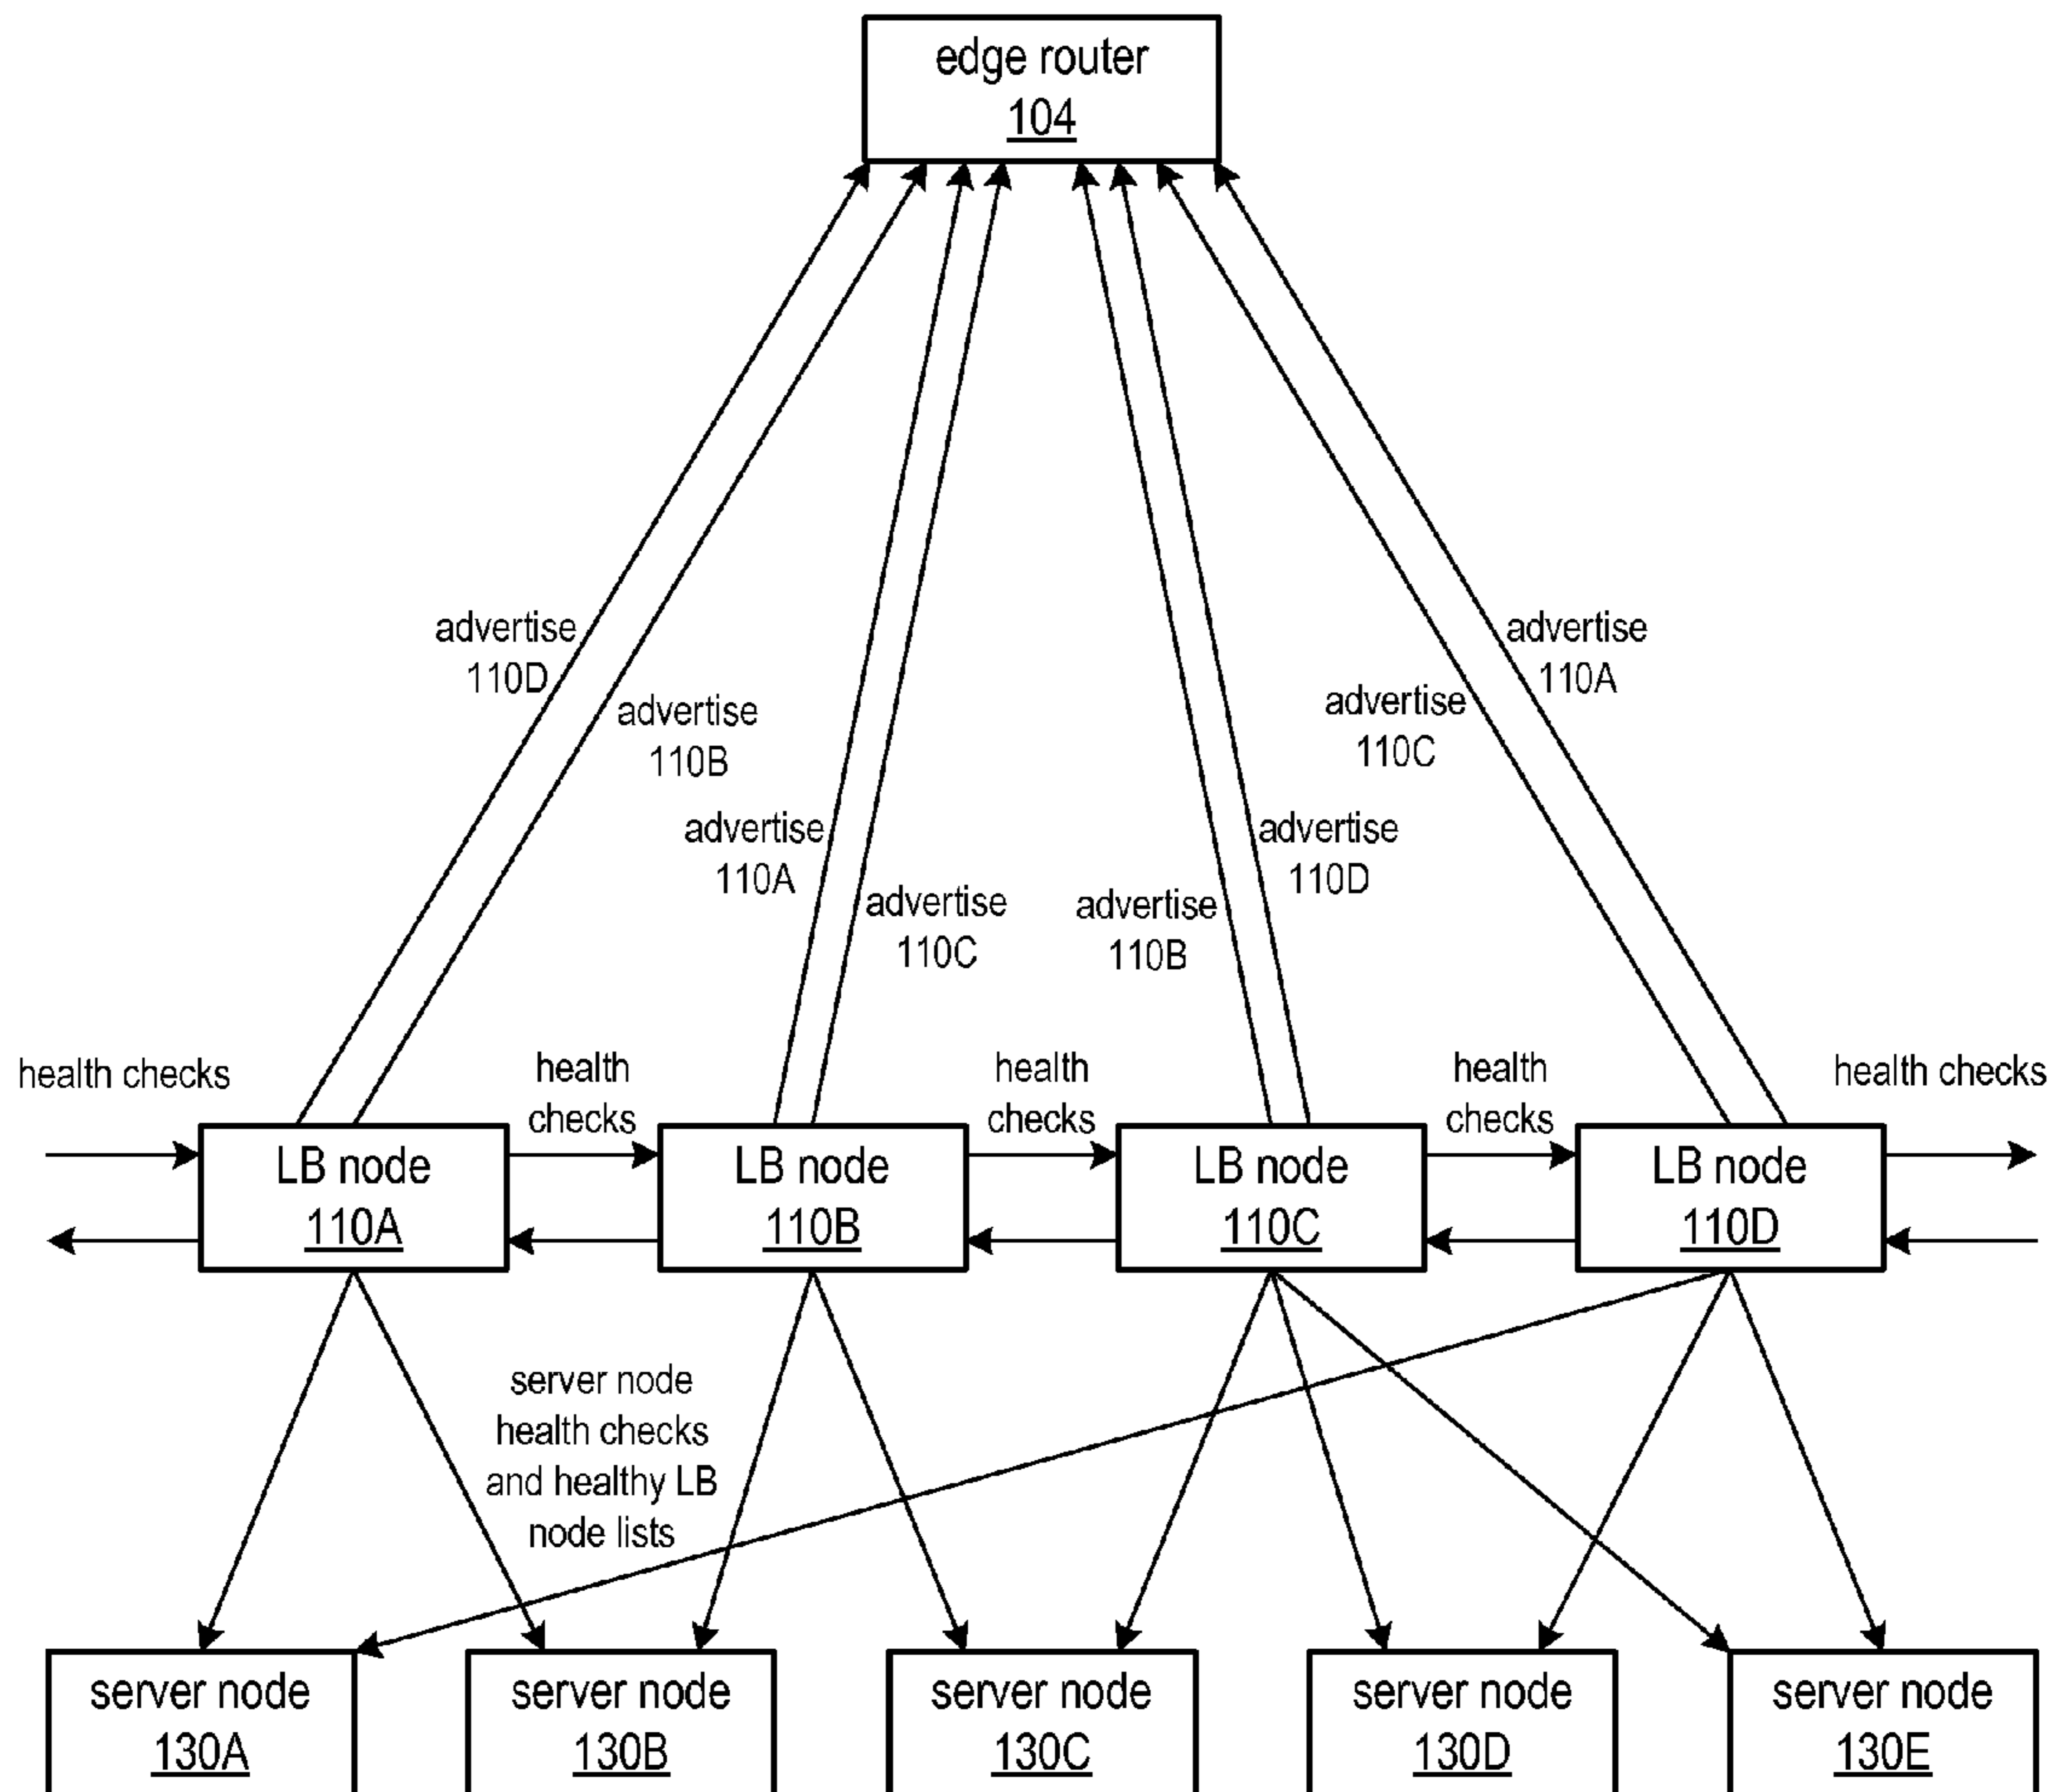 edge router
104
advertise
110D
advertise
110B
advertise
110A
advertise
110C
advertise
110B
advertise
110D
advertise
110C
advertise
110A
health checks
health
checks
health
checks
health
checks
health checks
LB node
110A
LB node
110B
LB node
110C
LB node
110D
server node
health checks
and healthy LB
node lists
server node
130A
server node
130B
server node
130C
server node
130D
server node
130E